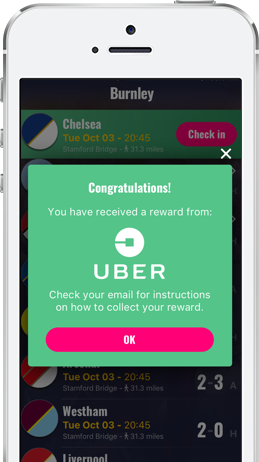 Burnley
Chelsea
Tue Oct 03 - 20:45
Stamford Bridge - 31.3 miles
Check in
Congratulations!
You have received a reward from:
UBER
Check your email for instructions
on how to collect your reward.
OK
Tue Oct 03 - 20:45
Stamford Bridge - 31.3 miles
2-3 A
Westham
Tue Oct 03 - 20:45
Stamford Bridge - 31.3 miles
2-0 H
Liverpool